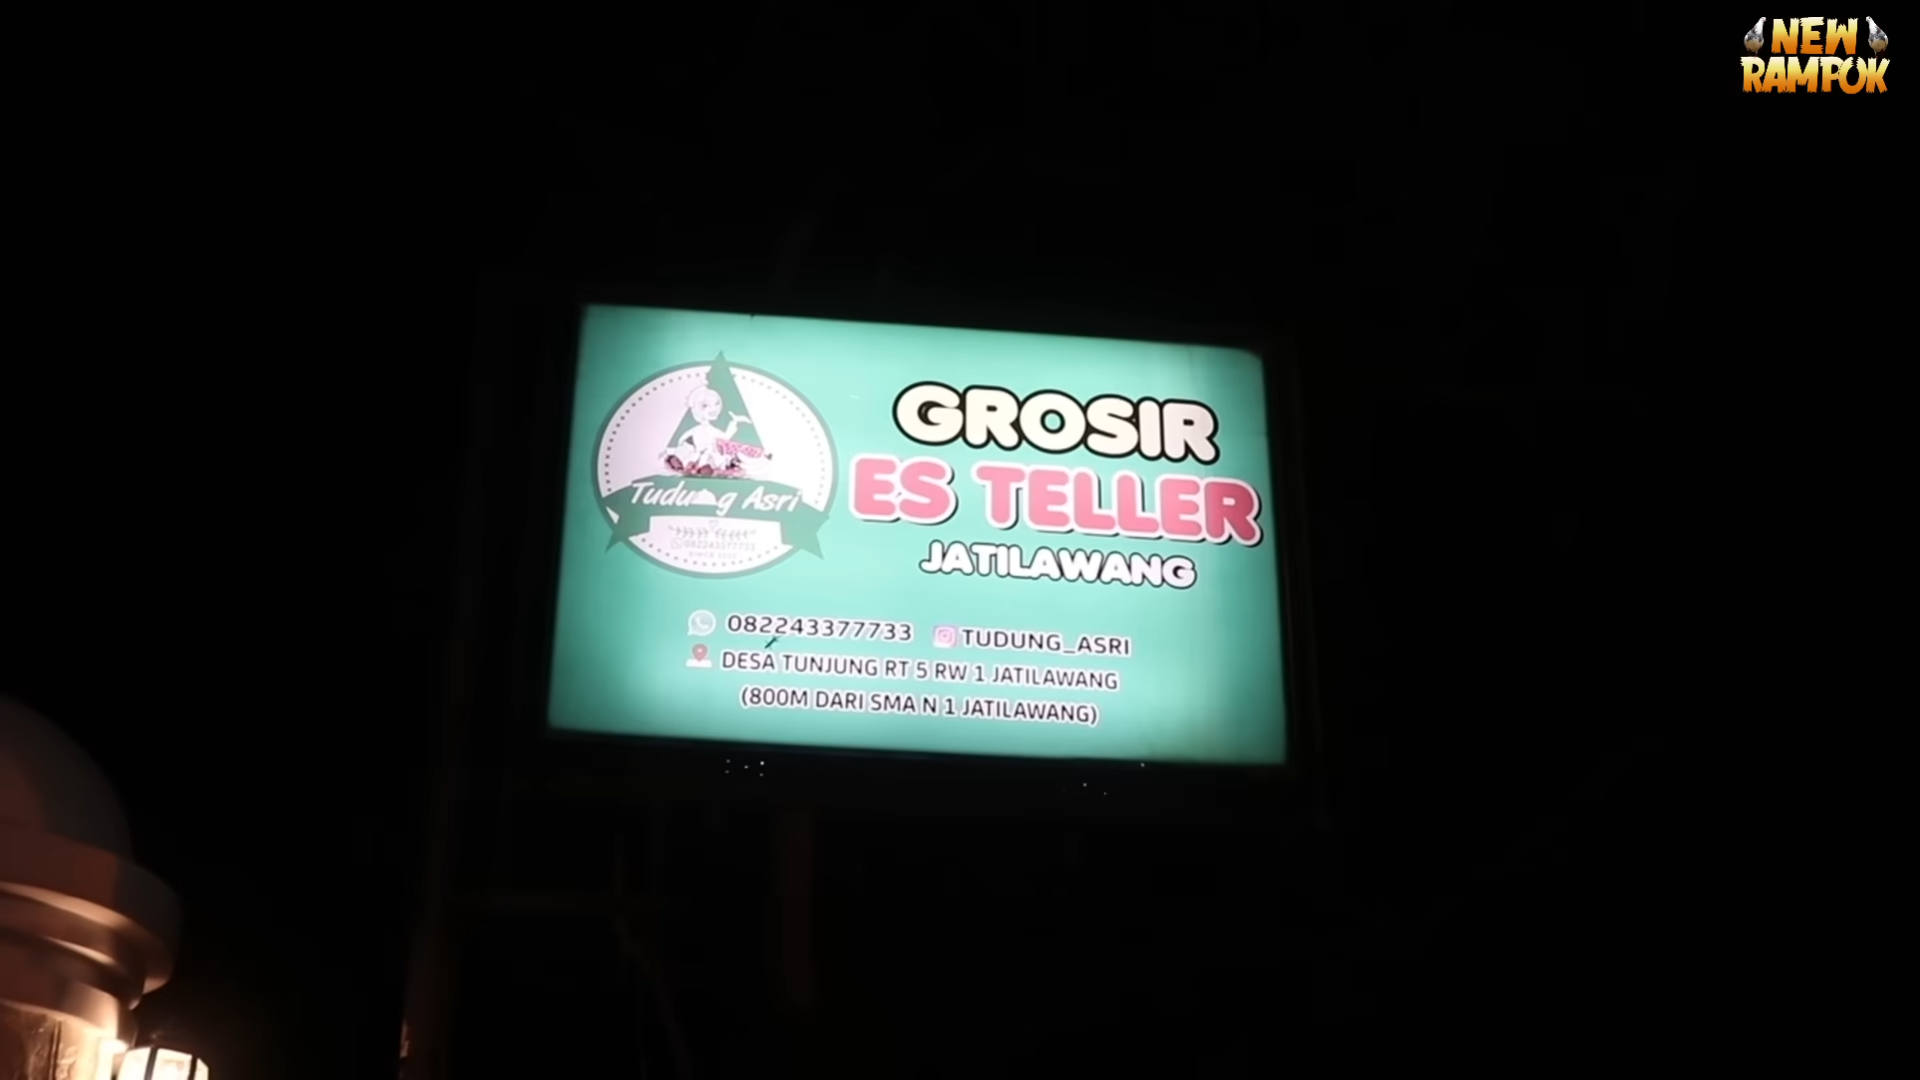 NEW
RAMPOK
GROSIR
ES TELLER
JATILAWANG
Tudung Asri
082243377733
082243377733 TUDUNG_ASRI
DESA TUNJUNG RT 5 RW 1 JATILAWANG
(800M DARI SMA N 1 JATILAWANG)